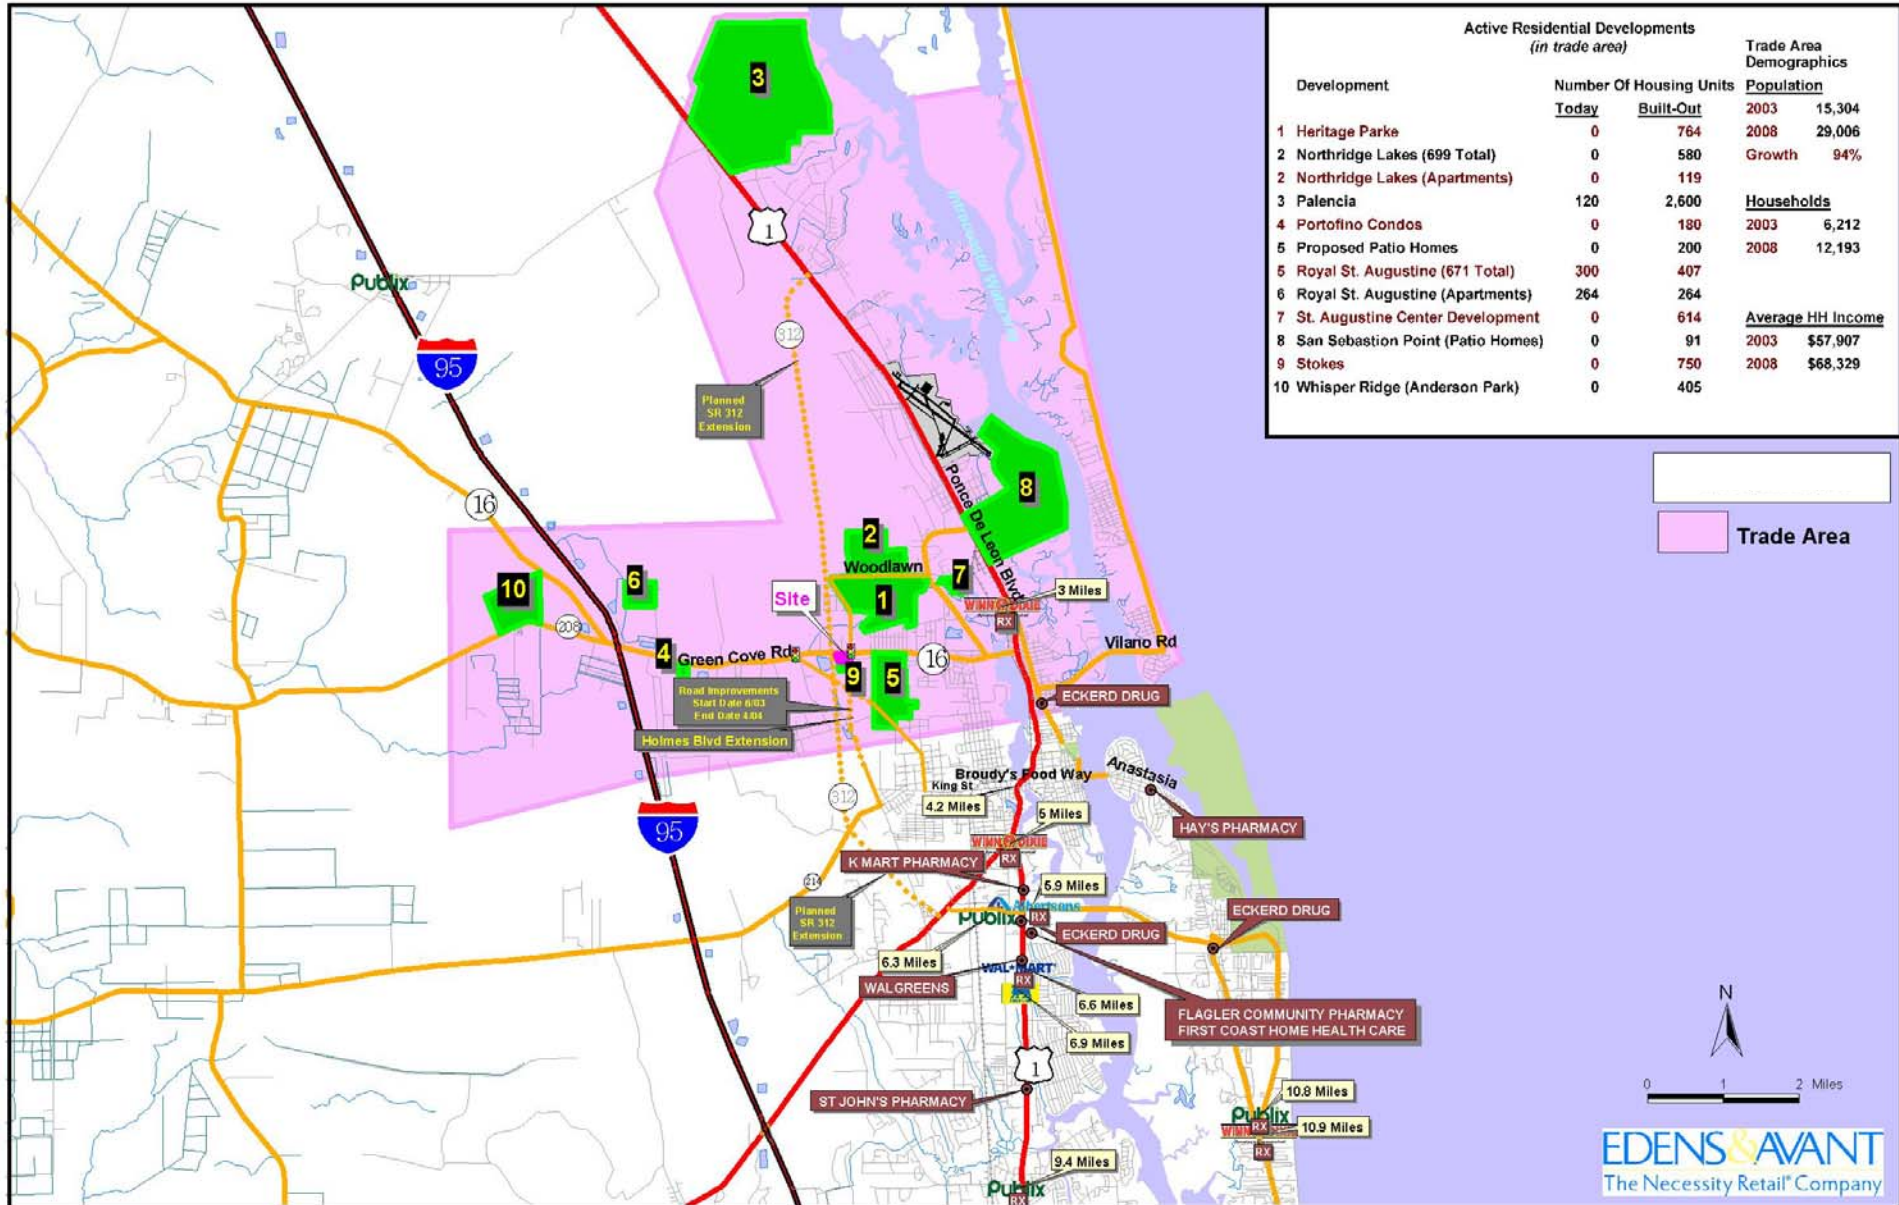 Active Residential Developments
(in trade area)
Trade Area
Demographics
Development Number Of Housing Units Population
Today Built-Out 2003 15,304
1 Heritage Parke 0 764 2008 29,006
2 Northridge Lakes (699 Total) 0 580 Growth 94%
2 Northridge Lakes (Apartments) 0 119
3 Palencia 120 2,600 Households
4 Portofino Condos 0 180 2003 6,212
5 Proposed Patio Homes 0 200 2008 12,193
5 Royal St. Augustine (671 Total) 300 407
6 Royal St. Augustine (Apartments) 264 264
7 St. Augustine Center Development 0 614 Average HH Income
8 San Sebastion Point (Patio Homes) 0 91 2003 $57,907
9 Stokes 0 750 2008 $68,329
10 Whisper Ridge (Anderson Park) 0 405
3
1
Intracoastal Waterway
Publix
312
95
Planned
SR 312
Extension
Trade Area
Ponce De Leon Blvd
8
16
2
Woodlawn
10
6
7
Site
1
3 Miles
WINN DIXIE
RX
208
4
Green Cove Rd
16
Vilano Rd
9
5
Road Improvements
Start Date 6/03
End Date 4/04
ECKERD DRUG
Holmes Blvd Extension
Broudy's Food Way
Anastasia
King St
312
4.2 Miles
5 Miles
95
HAY'S PHARMACY
WINN DIXIE
RX
K MART PHARMACY
214
5.9 Miles
Planned
SR 312
Extension
Albertsons
Publix
RX
ECKERD DRUG
ECKERD DRUG
6.3 Miles
WAL*MART
WALGREENS
RX
6.6 Miles
FLAGLER COMMUNITY PHARMACY
FIRST COAST HOME HEALTH CARE
6.9 Miles
N
1
0 1 2 Miles
ST JOHN'S PHARMACY
10.8 Miles
Publix
RX
WINN DIXIE
10.9 Miles
RX
9.4 Miles
Publix
RX
EDENS & AVANT
The Necessity Retail® Company